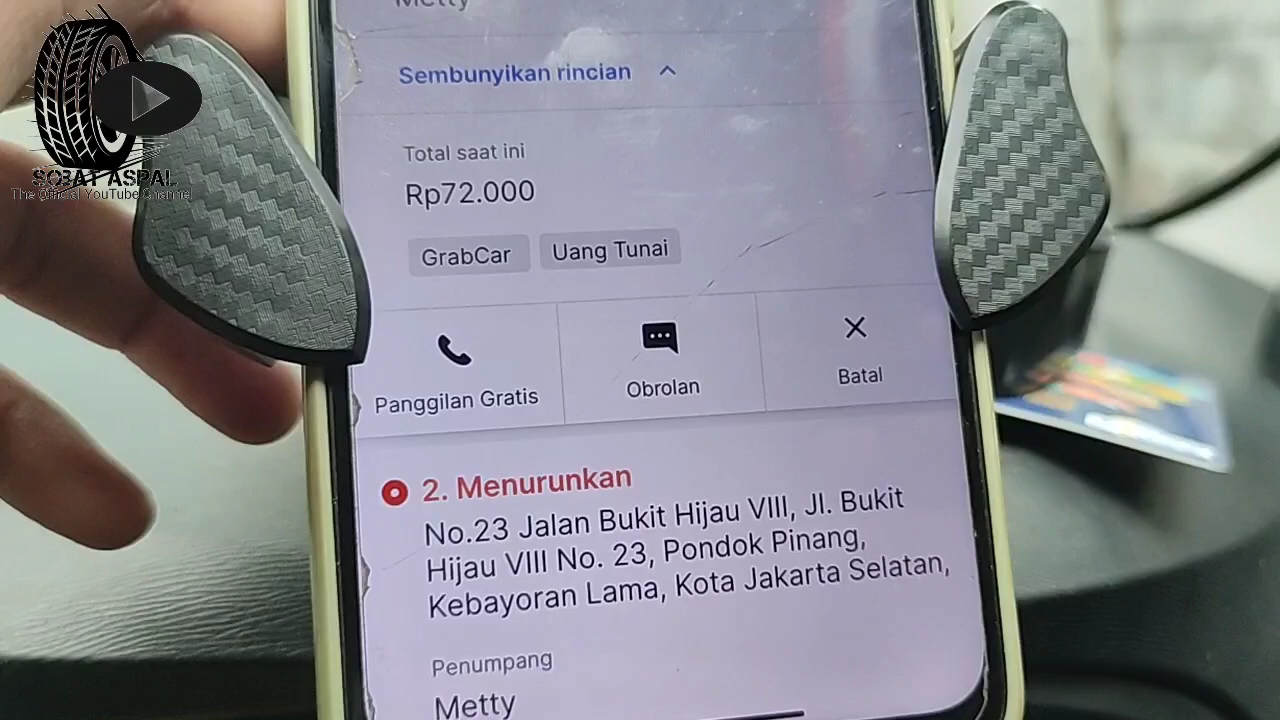 Metty
Sembunyikan rincian
Total saat ini
Rp72.000
GrabCar
Uang Tunai
Panggilan Gratis
Obrolan
Batal
2. Menurunkan
No.23 Jalan Bukit Hijau VIII, Jl. Bukit
Hijau VIII No. 23, Pondok Pinang,
Kebayoran Lama, Kota Jakarta Selatan,
Penumpang
Metty
SOBAT ASPAL
The Official YouTube Channel